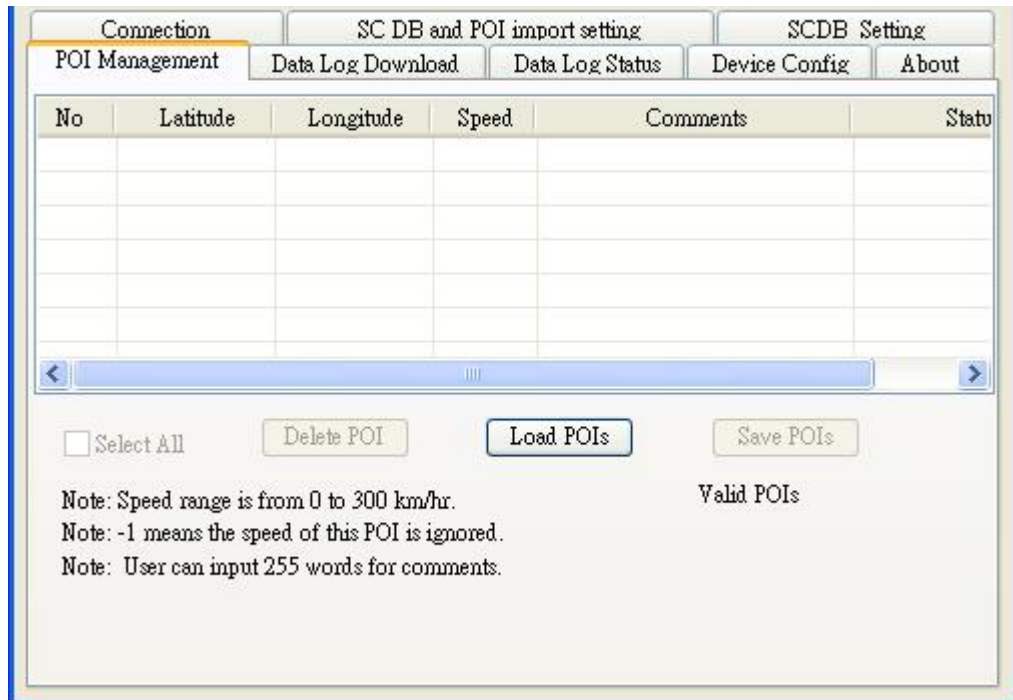 Connection SC DB and POI import setting SCDB Setting
POI Management Data Log Download Data Log Status Device Config About
No Latitude Longitude Speed Comments Statu
Select All Delete POI Load POIs Save POIs
Note: Speed range is from 0 to 300 km/hr. Valid POIs
Note: -1 means the speed of this POI is ignored.
Note: User can input 255 words for comments.